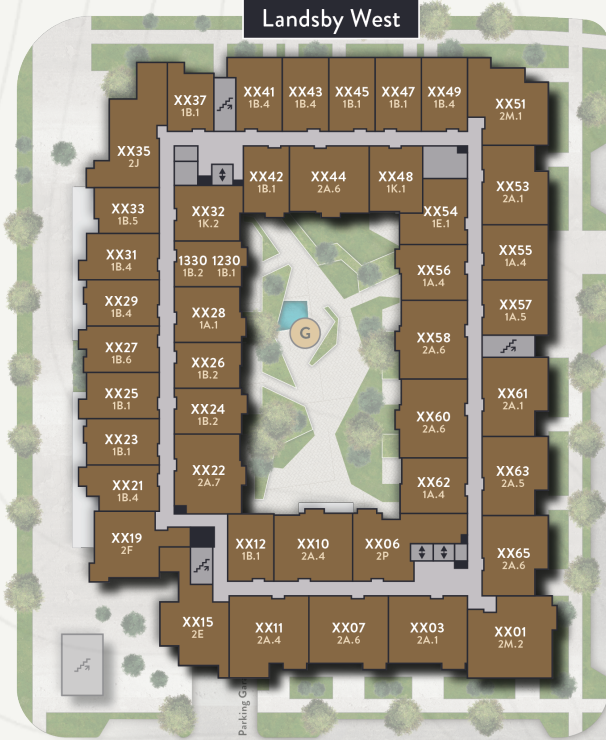 Landsby West
XX37
1B.1
XX41
1B.4
XX43
1B.4
XX45
1B.1
XX47
1B.1
XX49
1B.4
XX51
2M.1
XX35
2J
XX42
1B.1
XX44
2A.6
XX48
1K.1
XX53
2A.1
XX33
1B.5
XX32
1K.2
XX54
1E.1
XX31
1B.4
1330 1230
1B.2 1B.1
XX56
1A.4
XX55
1A.4
XX29
1B.4
XX28
1A.1
XX57
1A.5
G
XX27
1B.6
XX58
2A.6
XX26
1B.2
XX25
1B.1
XX61
2A.1
XX24
1B.2
XX60
2A.6
XX23
1B.1
XX22
2A.7
XX63
2A.5
XX21
1B.4
XX62
1A.4
XX19
2F
XX12
1B.1
XX10
2A.4
XX06
2P
XX65
2A.6
XX15
2E
XX11
2A.4
XX07
2A.6
XX03
2A.1
XX01
2M.2
Parking